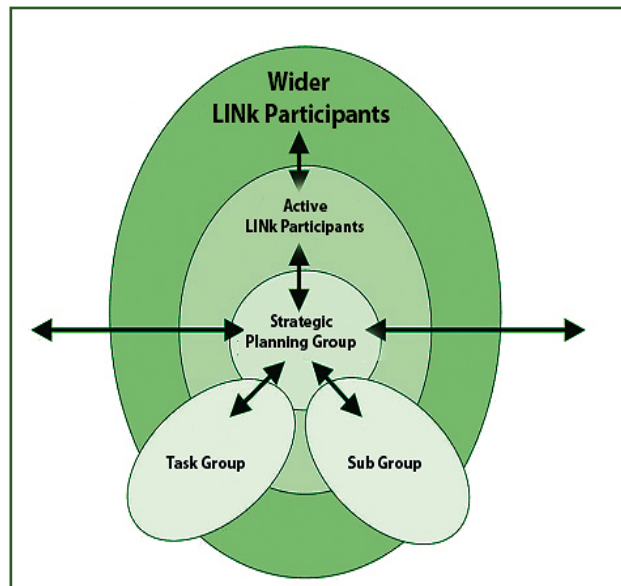 Wider
LINk Participants
Active
LINk Participants
Strategic
Planning Group
Task Group
Sub Group